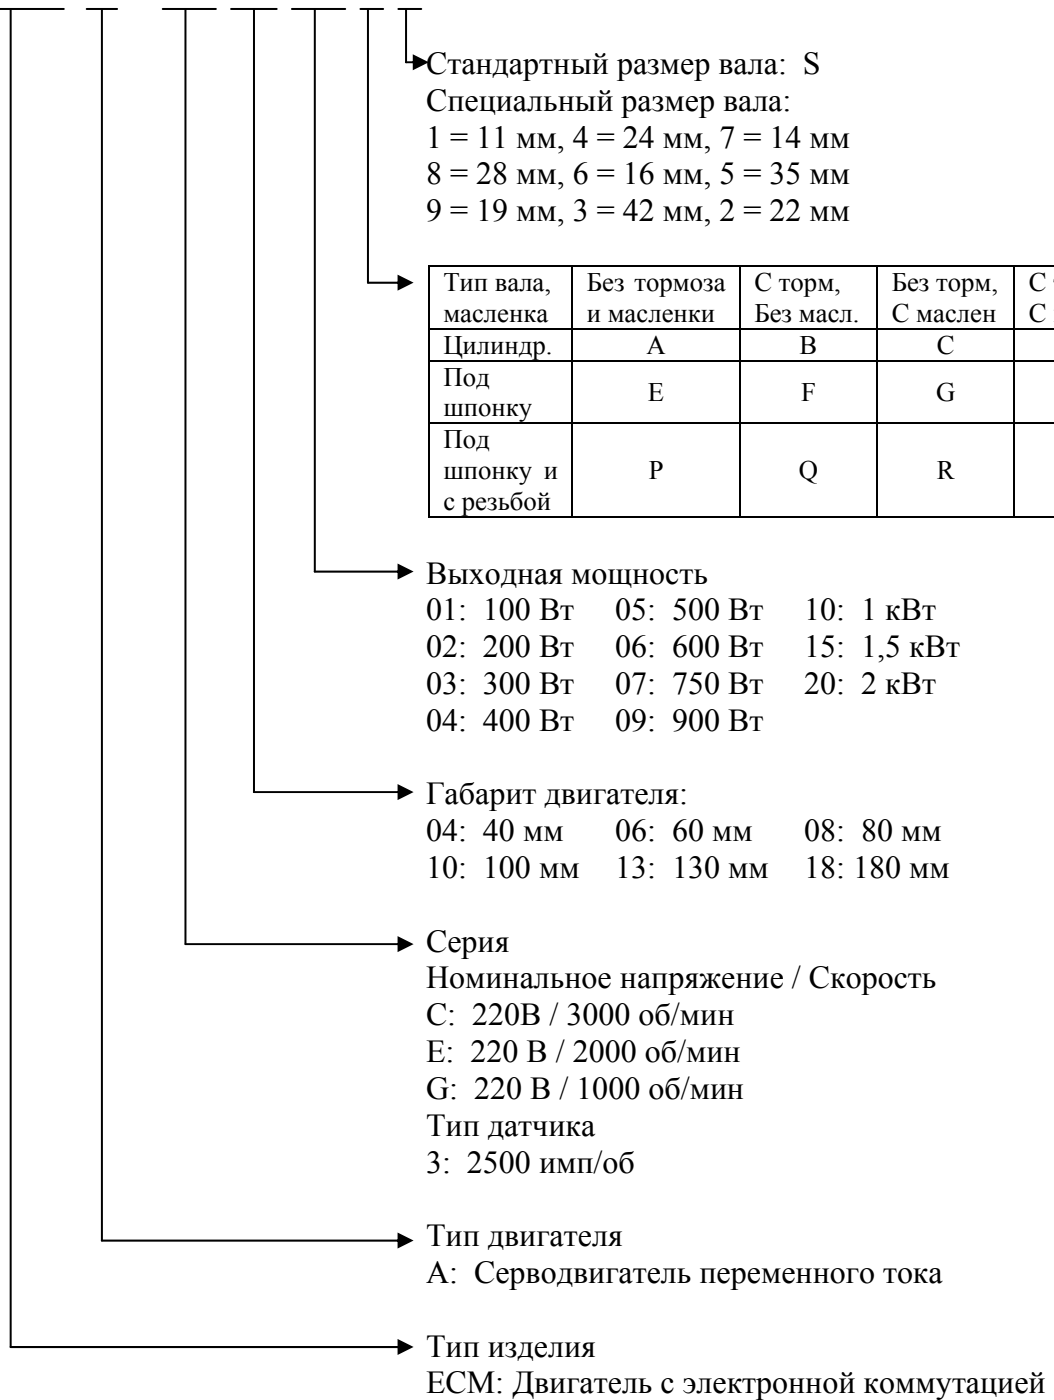 Стандартный размер вала: S
Специальный размер вала:
1 = 11 мм, 4 = 24 мм, 7 = 14 мм
8 = 28 мм, 6 = 16 мм, 5 = 35 мм
9 = 19 мм, 3 = 42 мм, 2 = 22 мм
Тип вала, Без тормоза С торм, Без торм, С
масленка и масленки Без масл. С маслен С
Цилиндр. A B C
Под
шпонку E F G
Под
шпонку и P Q R
с резьбой
Выходная мощность
01: 100 Вт 05: 500 Вт 10: 1 кВт
02: 200 Вт 06: 600 Вт 15: 1,5 кВт
03: 300 Вт 07: 750 Вт 20: 2 кВт
04: 400 Вт 09: 900 Вт
Габарит двигателя:
04: 40 мм 06: 60 мм 08: 80 мм
10: 100 мм 13: 130 мм 18: 180 мм
Серия
Номинальное напряжение / Скорость
C: 220В / 3000 об/мин
E: 220 В / 2000 об/мин
G: 220 В / 1000 об/мин
Тип датчика
3: 2500 имп/об
Тип двигателя
A: Серводвигатель переменного тока
Тип изделия
ECM: Двигатель с электронной коммутацией